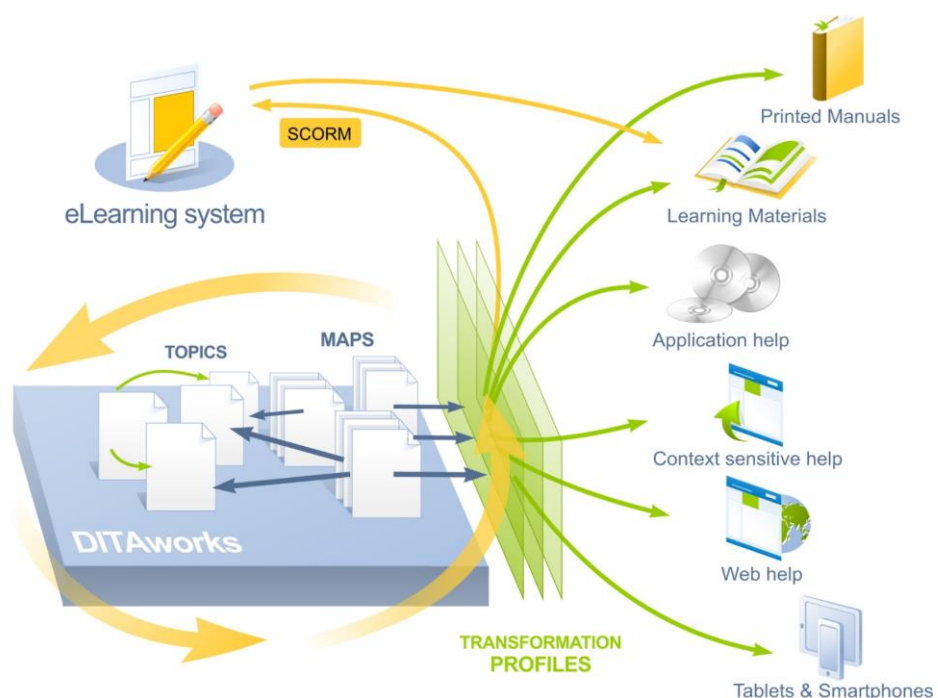 Printed Manuals
SCORM
eLearning system
Learning Materials
Application help
TOPICS
MAPS
Context sensitive help
DITAworks
Web help
TRANSFORMATION
PROFILES
Tablets & Smartphones